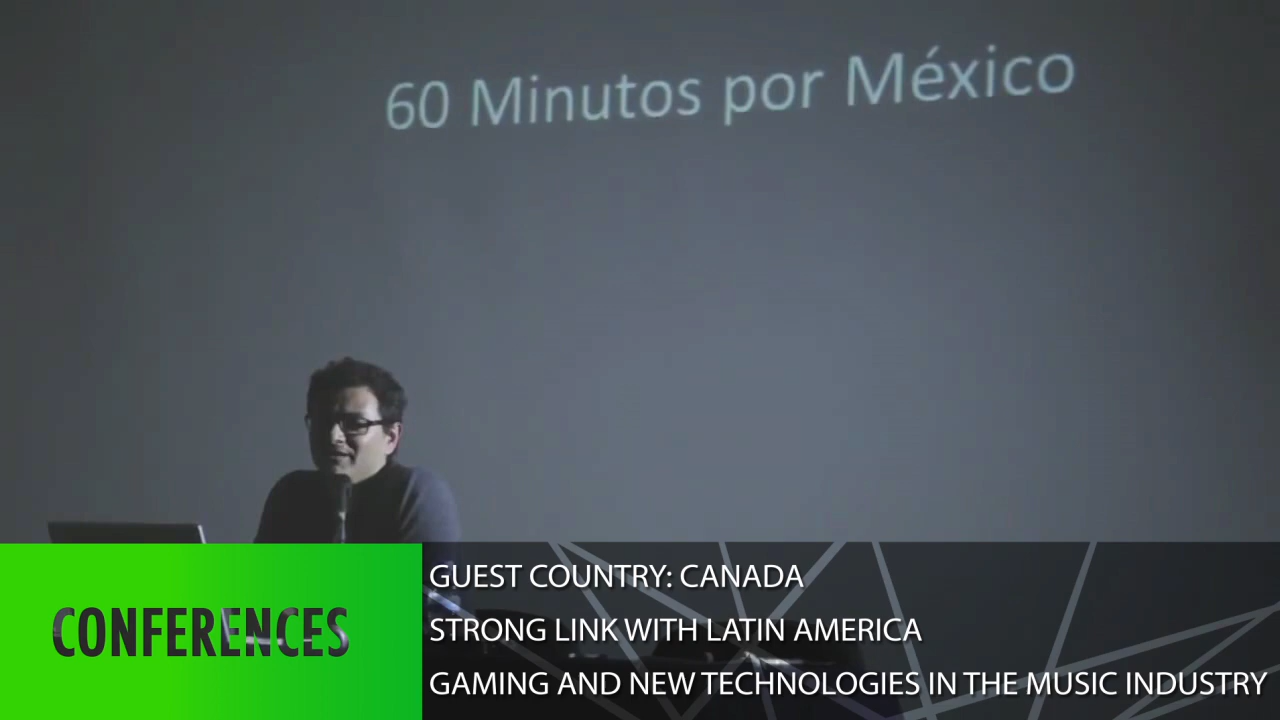 60 Minutos por México
GUEST COUNTRY: CANADA
CONFERENCES
STRONG LINK WITH LATIN AMERICA
GAMING AND NEW TECHNOLOGIES IN THE MUSIC INDUSTRY